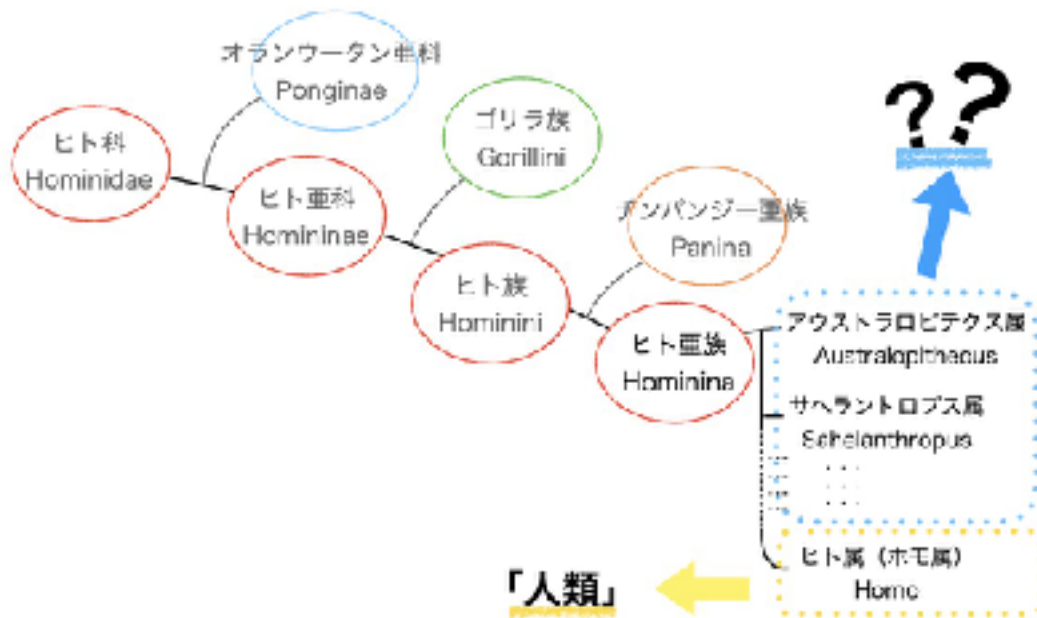 オランウータン亜科
Ponginae
ヒト科
Hominidae
ゴリラ族
Gorillini
??
ヒト亜科
Homininae
チンパンジー亜族
Panina
ヒト族
Hominini
ヒト亜族
Hominina
アウストラロピテクス属
Australopithecus
サヘラントロプス属
Sahelanthropus
ヒト属（ホモ属）
Homo
「人類」